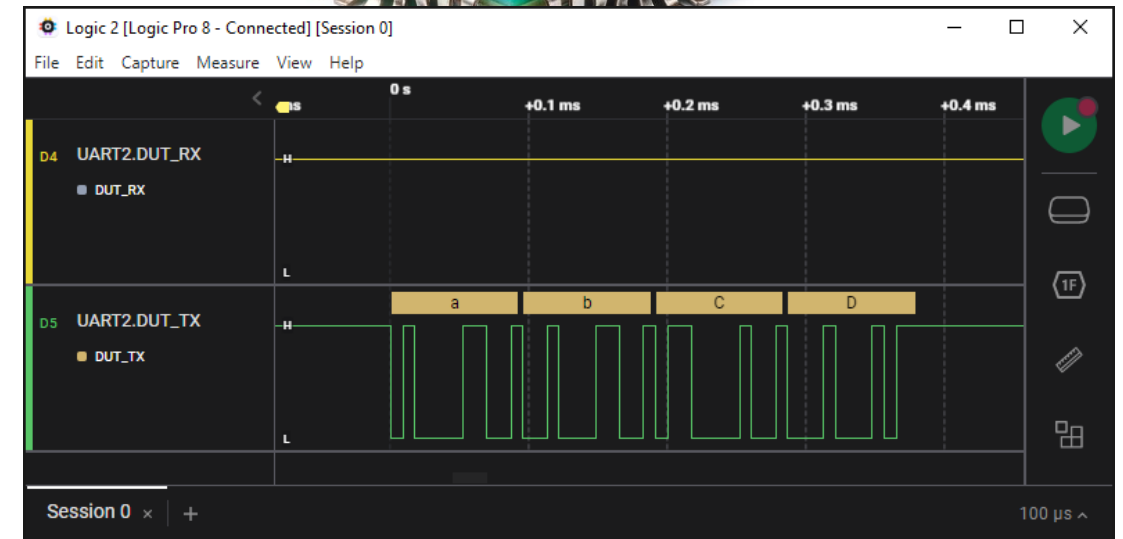 Logic 2 [Logic Pro 8 - Connected] [Session 0]
File Edit Capture Measure View Help
0 s
+0.1 ms +0.2 ms +0.3 ms +0.4 ms
D4 UART2.DUT_RX H
DUT_RX
L
1F
a b C D
D5 UART2.DUT_TX H
DUT_TX
L
Session 0 × +
100 µs